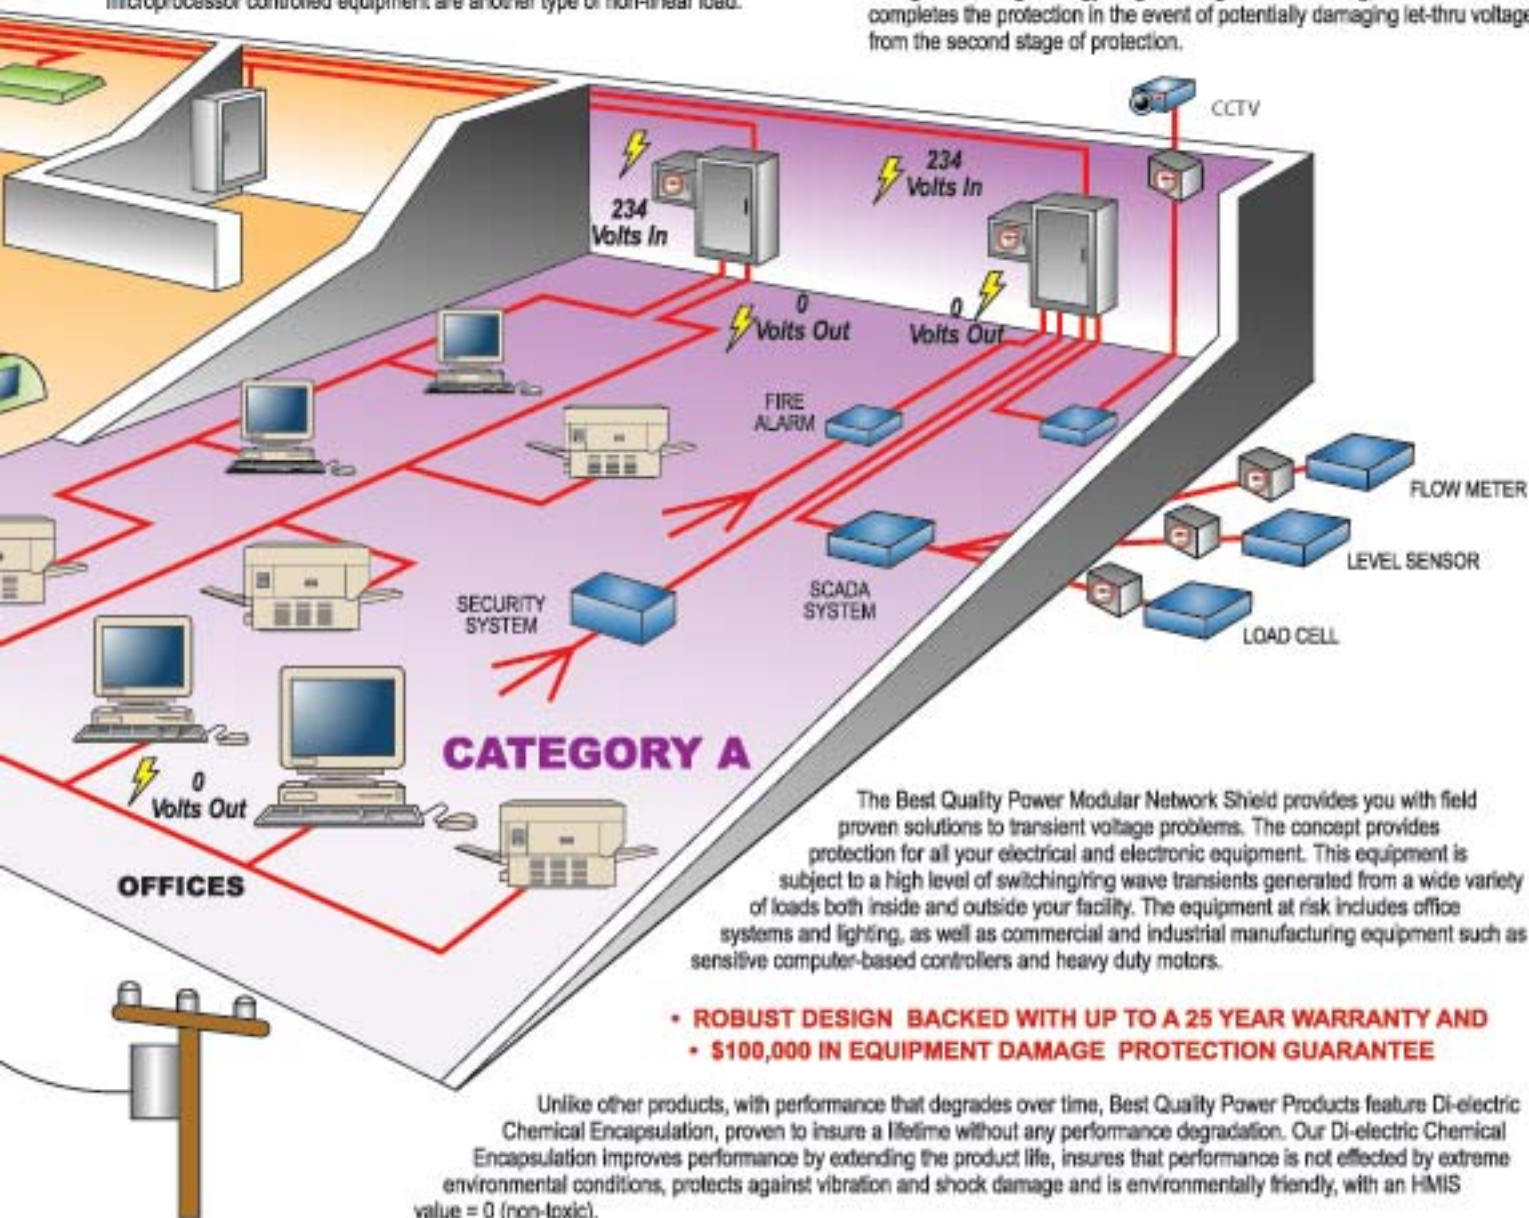 microprocessor controlled equipment are another type of non-linear load.
completes the protection in the event of potentially damaging let-thru voltage
from the second stage of protection.
CCTV
234
Volts In
234
Volts In
0
Volts Out
0
Volts Out
FIRE
ALARM
FLOW METER
LEVEL SENSOR
LOAD CELL
SCADA
SYSTEM
SECURITY
SYSTEM
CATEGORY A
0
Volts Out
OFFICES
The Best Quality Power Modular Network Shield provides you with field
proven solutions to transient voltage problems. The concept provides
protection for all your electrical and electronic equipment. This equipment is
subject to a high level of switching/ring wave transients generated from a wide variety
of loads both inside and outside your facility. The equipment at risk includes office
systems and lighting, as well as commercial and industrial manufacturing equipment such as
sensitive computer-based controllers and heavy duty motors.
• ROBUST DESIGN BACKED WITH UP TO A 25 YEAR WARRANTY AND
• $100,000 IN EQUIPMENT DAMAGE PROTECTION GUARANTEE
Unlike other products, with performance that degrades over time, Best Quality Power Products feature Di-electric
Chemical Encapsulation, proven to insure a lifetime without any performance degradation. Our Di-electric Chemical
Encapsulation improves performance by extending the product life, insures that performance is not effected by extreme
environmental conditions, protects against vibration and shock damage and is environmentally friendly, with an HMIS
value = 0 (non-toxic).